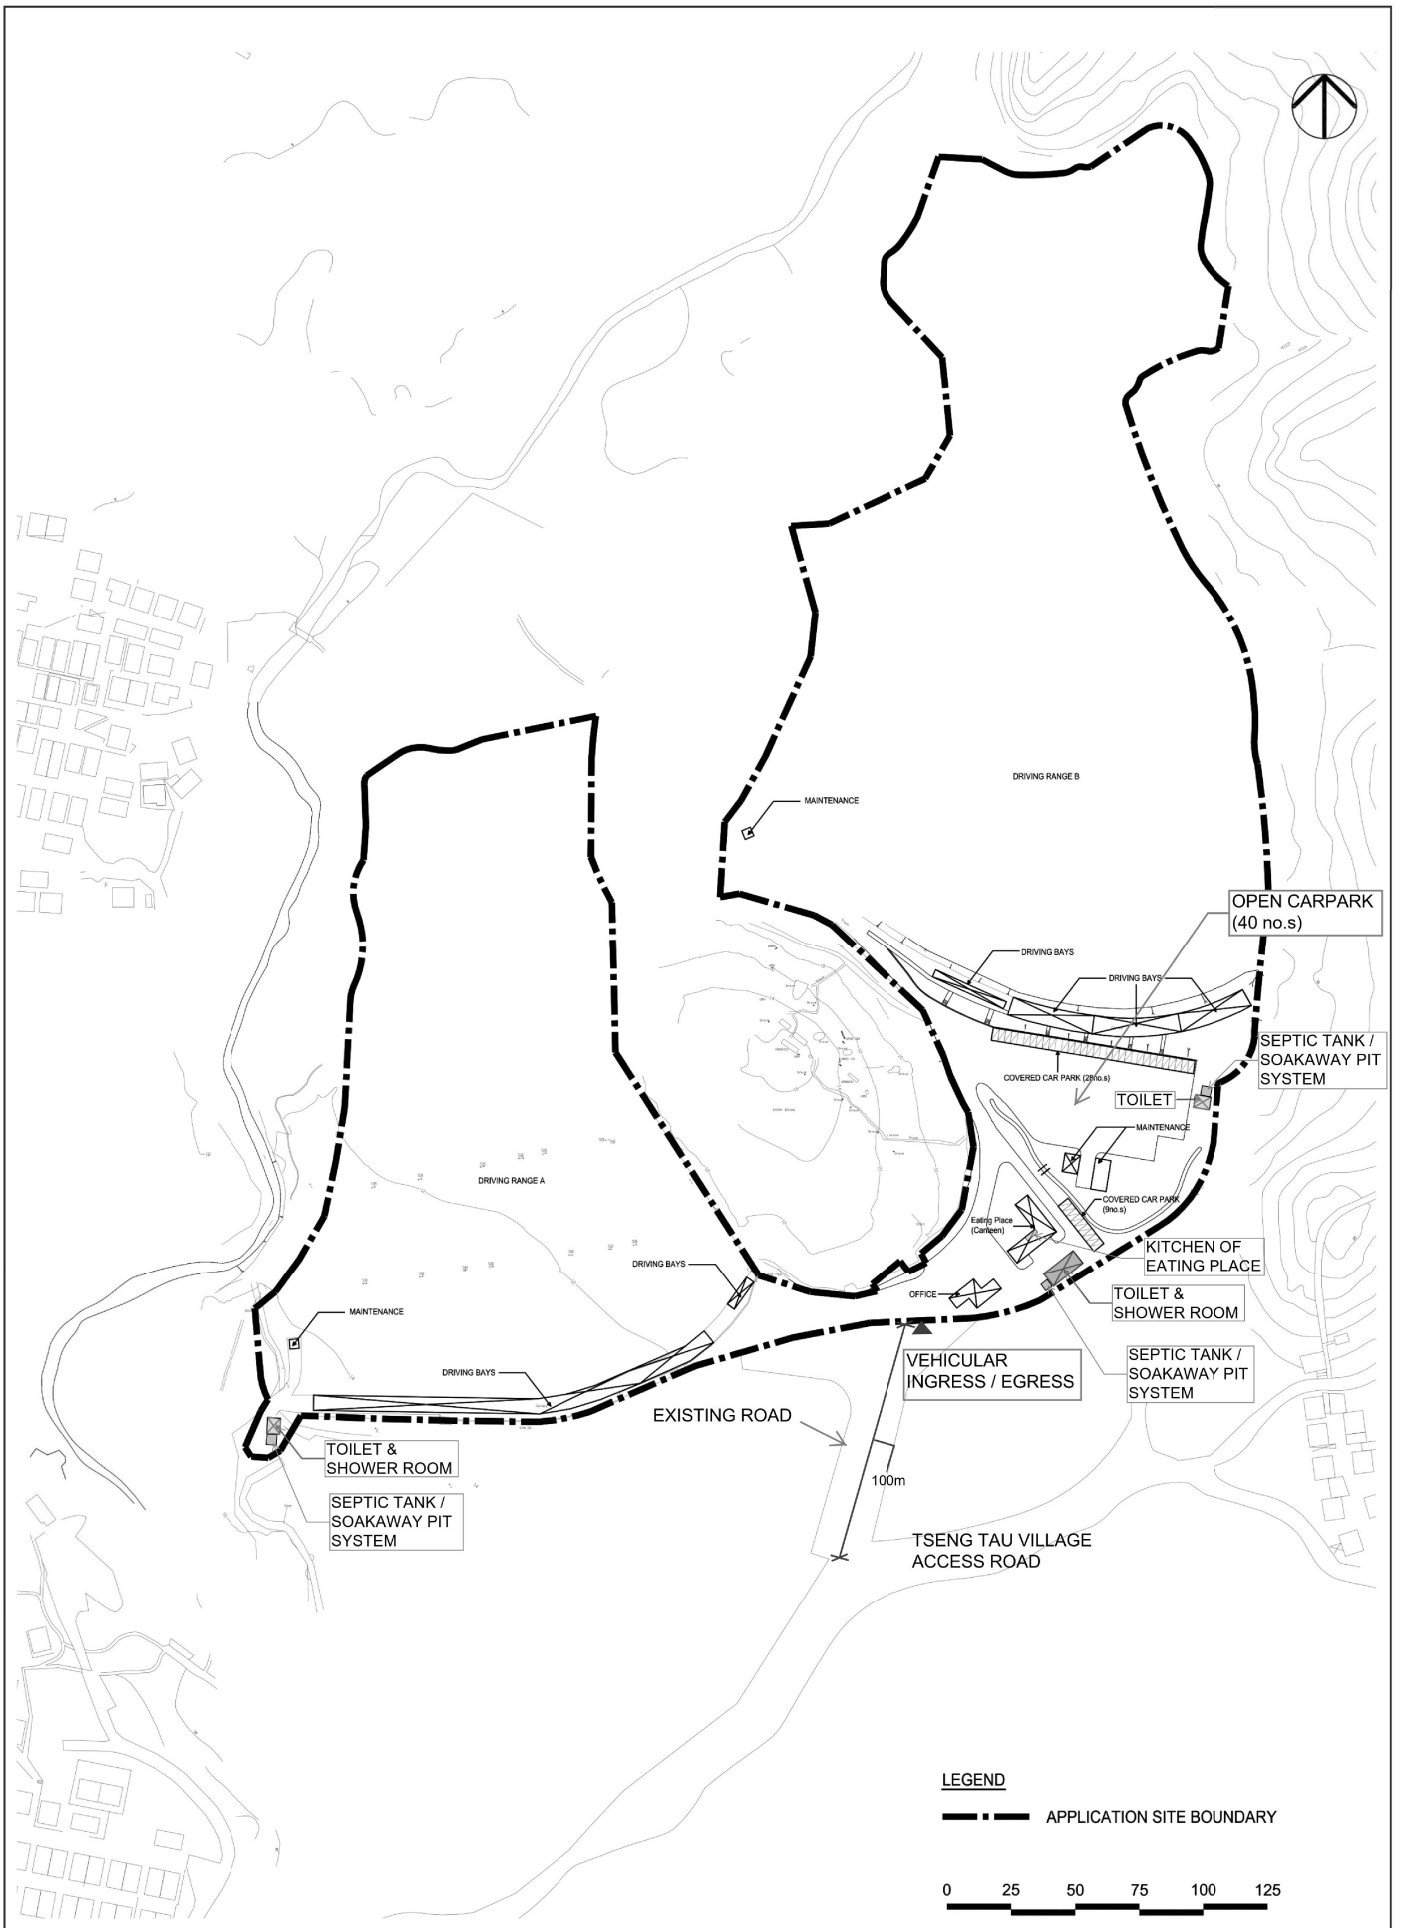 DRIVING RANGE B
MAINTENANCE
OPEN CARPARK
(40 no.s)
DRIVING BAYS
DRIVING BAYS
SEPTIC TANK /
SOAKAWAY PIT
SYSTEM
COVERED CAR PARK (28no.s)
TOILET
MAINTENANCE
DRIVING RANGE A
COVERED CAR PARK
(9no.s)
Eating Place
(Canteen)
KITCHEN OF
EATING PLACE
DRIVING BAYS
OFFICE
TOILET &
SHOWER ROOM
MAINTENANCE
VEHICULAR
INGRESS / EGRESS
SEPTIC TANK /
SOAKAWAY PIT
SYSTEM
DRIVING BAYS
EXISTING ROAD
TOILET &
SHOWER ROOM
100m
SEPTIC TANK /
SOAKAWAY PIT
SYSTEM
TSENG TAU VILLAGE
ACCESS ROAD
LEGEND
APPLICATION SITE BOUNDARY
0 25 50 75 100 125